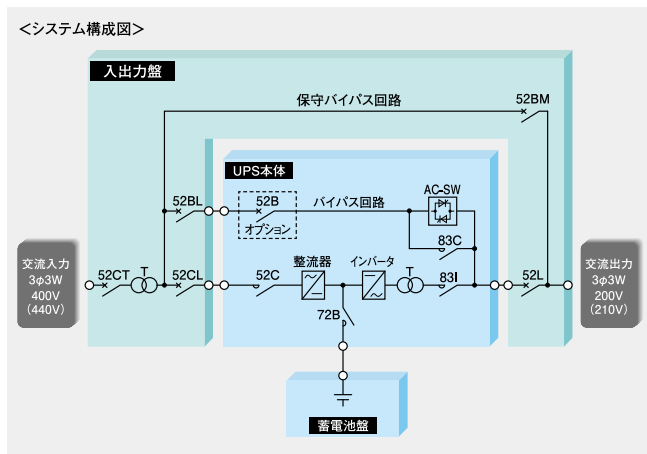 ＜システム構成図＞
入出力盤
保守バイパス回路
52BM
UPS本体
52BL
52B
バイパス回路
AC-SW
オプション
83C
交流入力
3φ3W
400V
(440V)
52CT
T
52CL
52C
整流器
インバータ
T
83I
52L
交流出力
3φ3W
200V
(210V)
72B
蓄電池盤